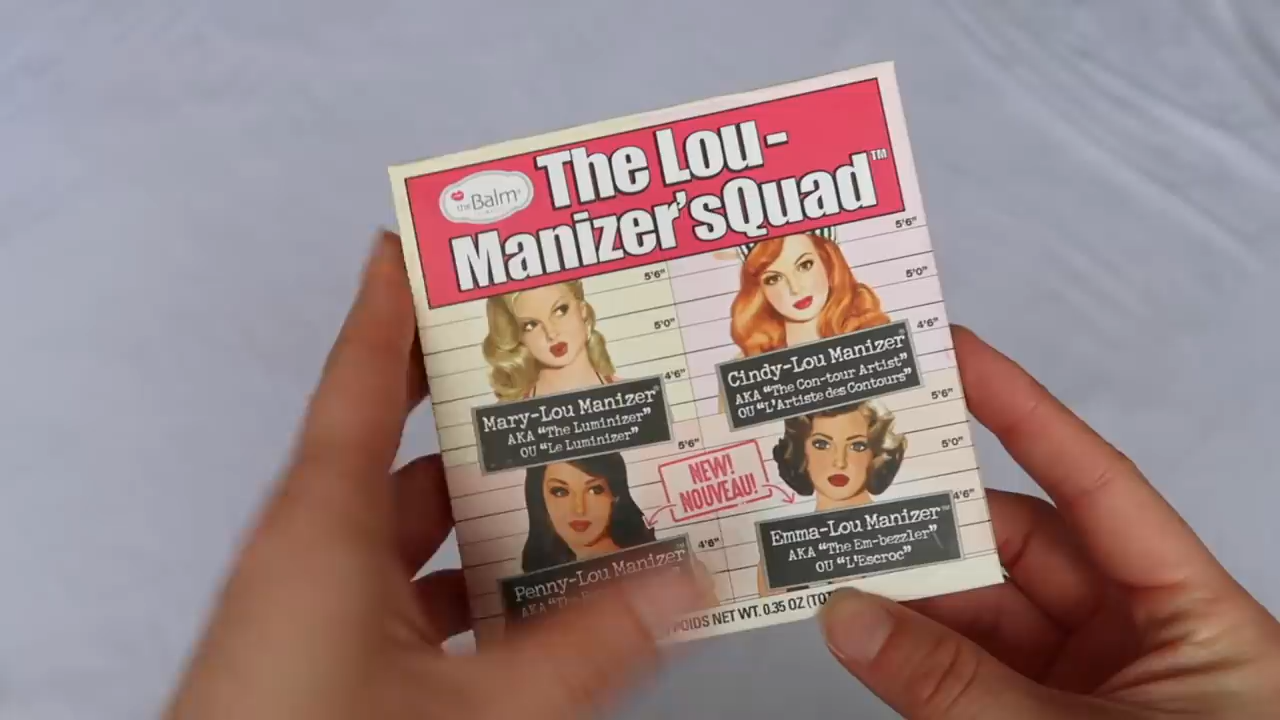 theBalm®
The Lou-
Manizer'sQuad™
5'6"
5'0"
4'6"
5'6"
5'0"
4'6"
Mary-Lou Manizer®
AKA "The Luminizer"
OU "Le Luminizer"
Cindy-Lou Manizer®
AKA "The Con-tour Artist"
OU "L'Artiste des Contours"
5'6"
4'6"
NEW!
NOUVEAU!
5'6"
5'0"
4'6"
Penny-Lou Manizer™
AKA
Emma-Lou Manizer™
AKA "The Em-bezzler"
OU "L'Escroc"
POIDS NET WT. 0.35 OZ